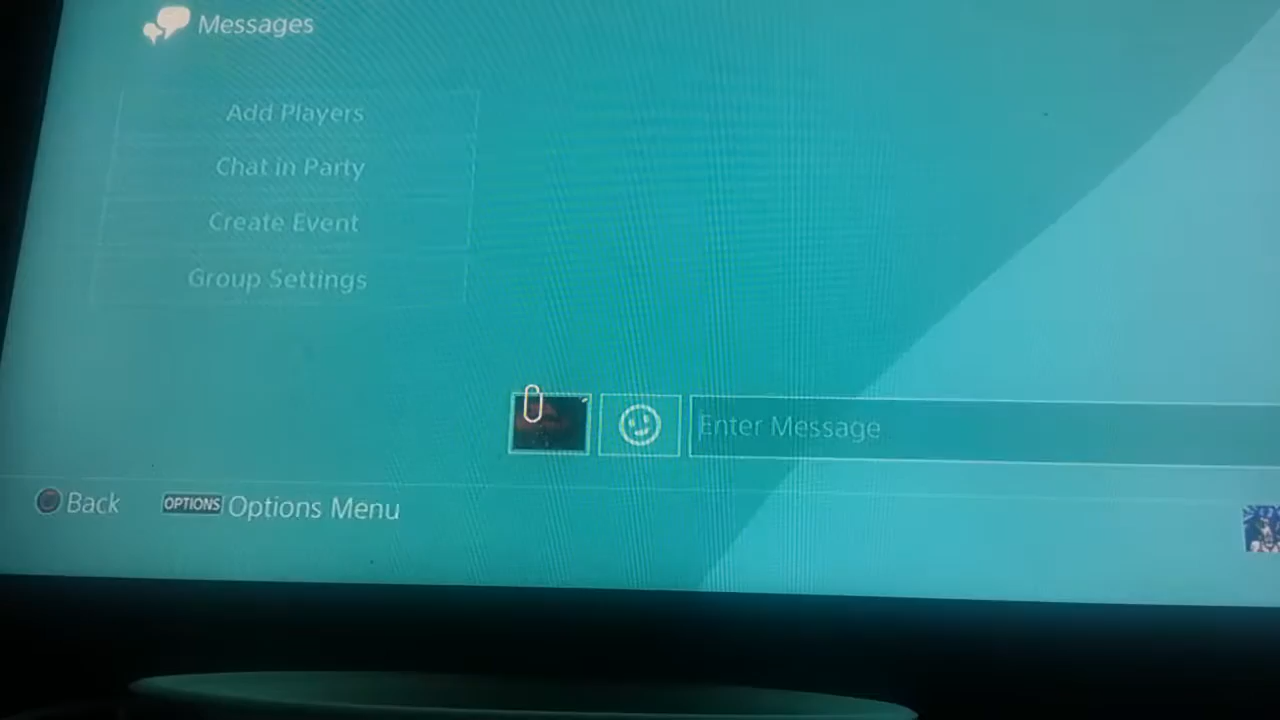 Messages
Add Players
Chat in Party
Create Event
Group Settings
Enter Message
Back
OPTIONS Options Menu